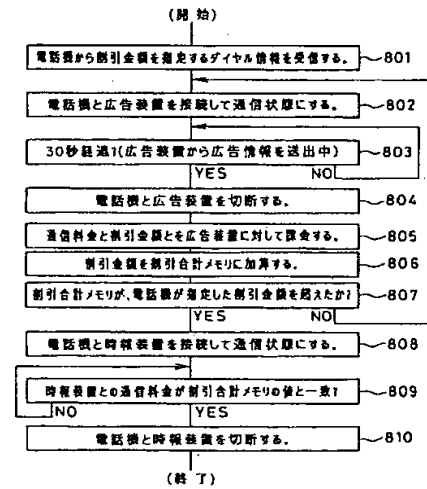 (開始)
電話機から割引金額を指定するダイヤル情報を受信する。 801
電話機と広告装置を接続して通信状態にする。 802
30秒経過?(広告装置から広告情報を送出中) 803
YES NO
電話機と広告装置を切断する。 804
通信料金と割引金額とを広告装置に対して課金する。 805
割引金額を割引合計メモリに加算する。 806
割引合計メモリが、電話機が指定した割引金額を超えたか? 807
YES NO
電話機と時報装置を接続して通信状態にする。 808
時報装置との通信料金が割引合計メモリの値と一致? 809
NO YES
電話機と時報装置を切断する。 810
(終了)